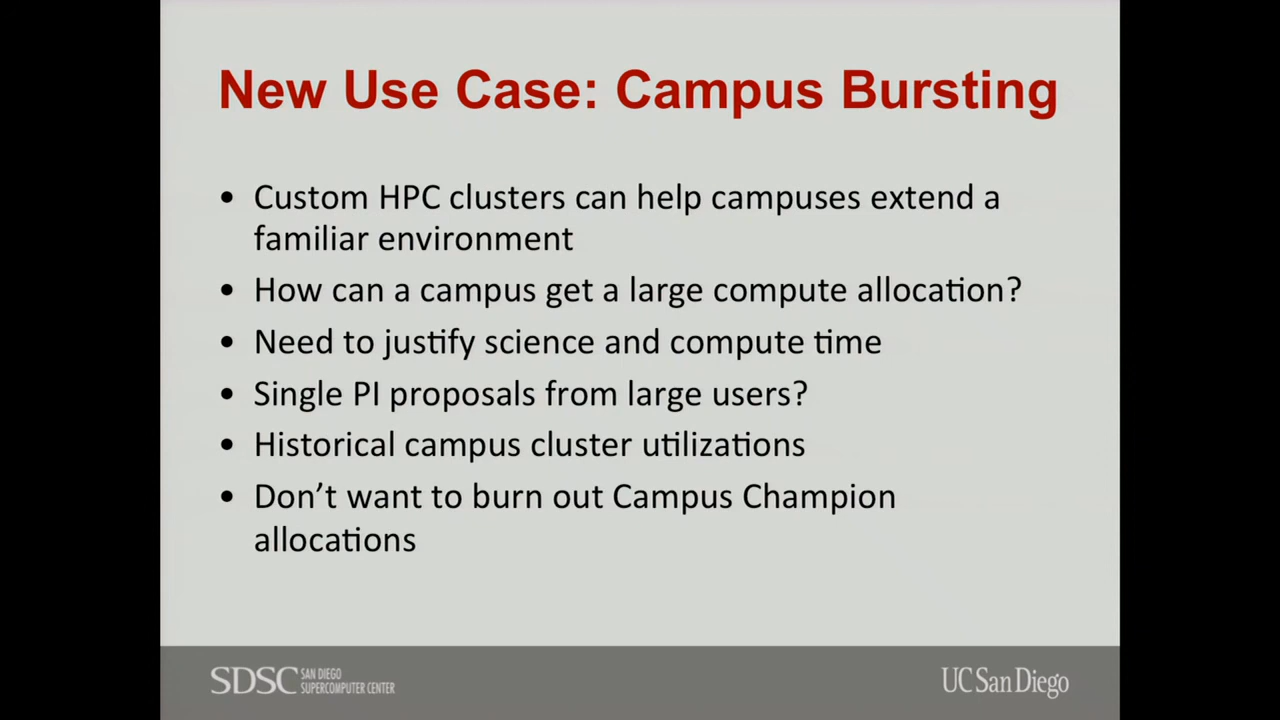 New Use Case: Campus Bursting
• Custom HPC clusters can help campuses extend a
familiar environment
• How can a campus get a large compute allocation?
• Need to justify science and compute time
• Single PI proposals from large users?
• Historical campus cluster utilizations
• Don’t want to burn out Campus Champion
allocations
SDSC SAN DIEGO
SUPERCOMPUTER CENTER
UC San Diego